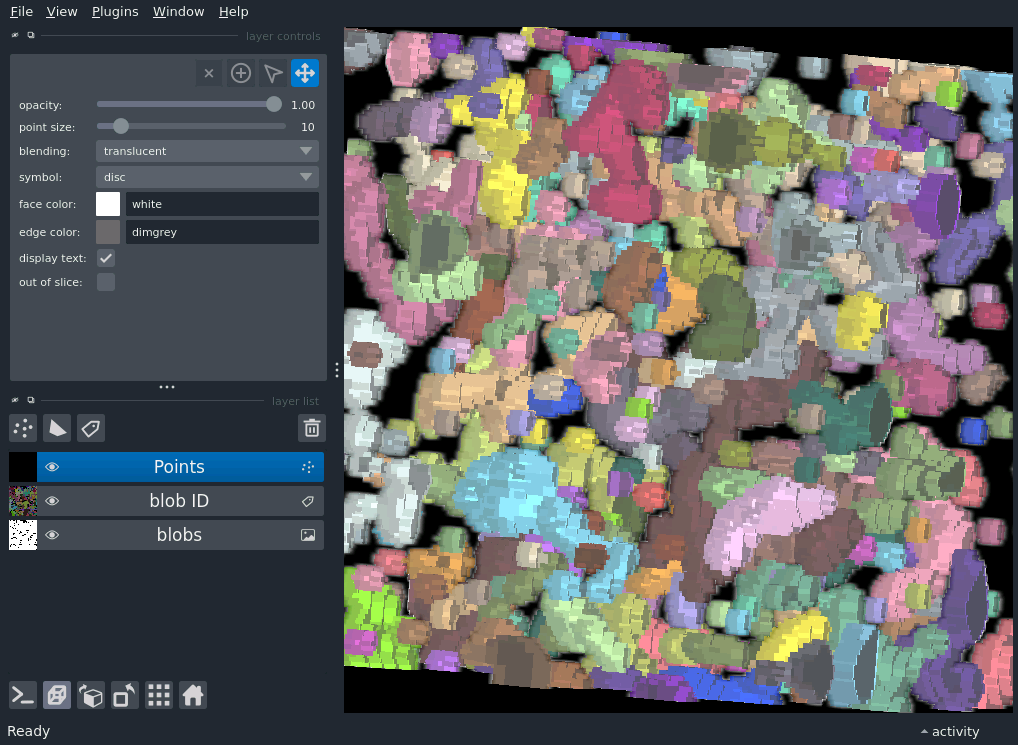 File View Plugins Window Help
layer controls
opacity: 1.00
point size: 10
blending: translucent
symbol: disc
face color: white
edge color: dimgrey
display text:
out of slice:
layer list
Points
blob ID
blobs
Ready activity